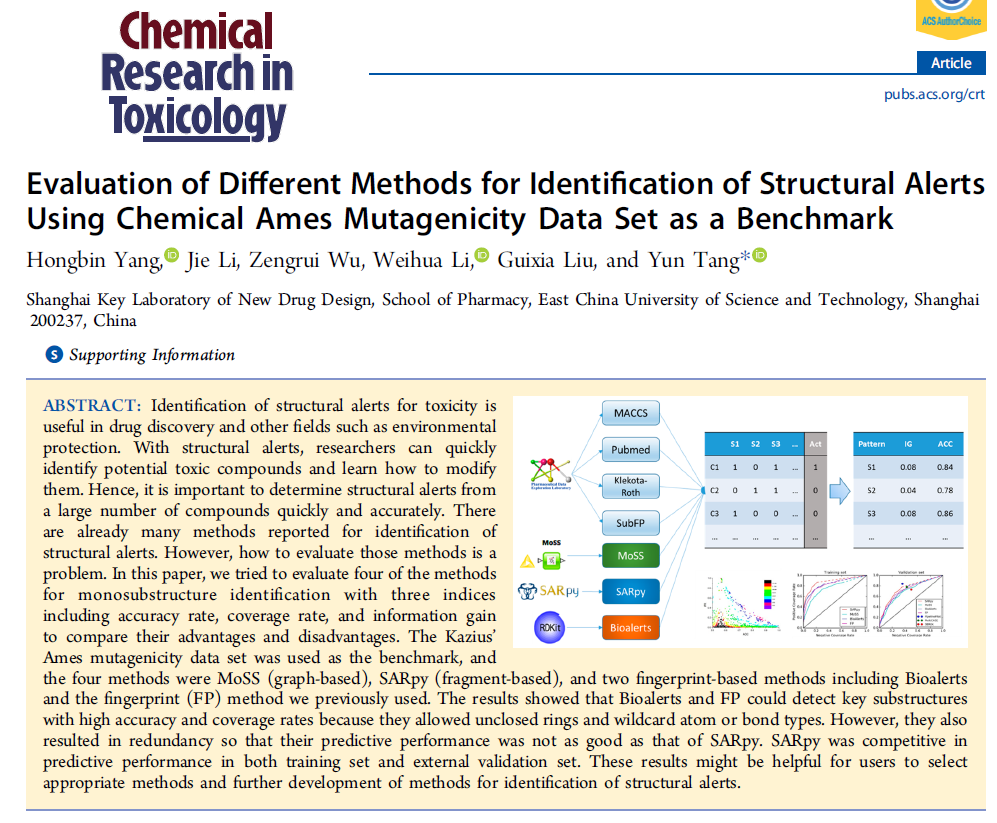 ACS AuthorChoice
Chemical
Research in
Toxicology
Article
pubs.acs.org/crt
Evaluation of Different Methods for Identification of Structural Alerts
Using Chemical Ames Mutagenicity Data Set as a Benchmark
Hongbin Yang, Jie Li, Zengrui Wu, Weihua Li, Guixia Liu, and Yun Tang*
Shanghai Key Laboratory of New Drug Design, School of Pharmacy, East China University of Science and Technology, Shanghai
200237, China
S Supporting Information
ABSTRACT: Identification of structural alerts for toxicity is
useful in drug discovery and other fields such as environmental
protection. With structural alerts, researchers can quickly
identify potential toxic compounds and learn how to modify
them. Hence, it is important to determine structural alerts from
a large number of compounds quickly and accurately. There
are already many methods reported for identification of
structural alerts. However, how to evaluate those methods is a
problem. In this paper, we tried to evaluate four of the methods
for monosubstructure identification with three indices
including accuracy rate, coverage rate, and information gain
to compare their advantages and disadvantages. The Kazius'
Ames mutagenicity data set was used as the benchmark, and
the four methods were MoSS (graph-based), SARpy (fragment-based), and two fingerprint-based methods including Bioalerts
and the fingerprint (FP) method we previously used. The results showed that Bioalerts and FP could detect key substructures
with high accuracy and coverage rates because they allowed unclosed rings and wildcard atom or bond types. However, they also
resulted in redundancy so that their predictive performance was not as good as that of SARpy. SARpy was competitive in
predictive performance in both training set and external validation set. These results might be helpful for users to select
appropriate methods and further development of methods for identification of structural alerts.
MACCS
Pubmed
Klekota-
Roth
SubFP
MoSS
MoSS
SARpy
SARpy
RDKit
Bioalerts
S1 S2 S3 ... Act
C1 1 0 1 ... 1
C2 0 1 1 ... 0
C3 1 0 0 ... 0
... ... ... ... ... ...
Pattern IG ACC
S1 0.08 0.84
S2 0.04 0.78
S3 0.08 0.86
... ... ...
Training set
Validation set
Negative Coverage Rate
Negative Coverage Rate